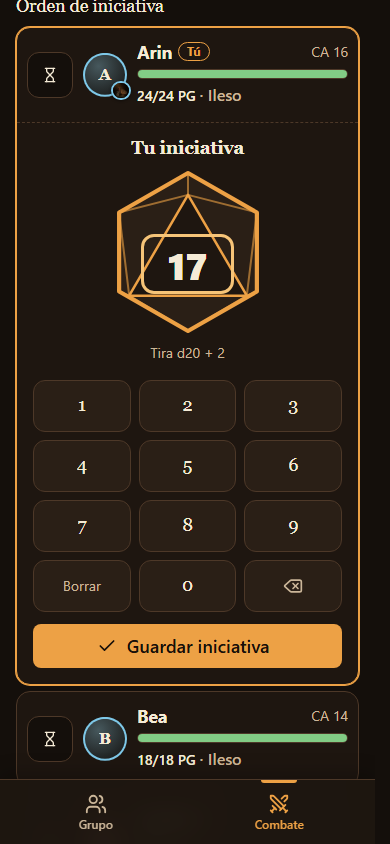 Orden de iniciativa
Arin Tú CA 16
A
24/24 PG · Ileso
Tu iniciativa
17
Tira d20 + 2
1 2 3
4 5 6
7 8 9
Borrar 0
Guardar iniciativa
Bea CA 14
B
18/18 PG · Ileso
Grupo Combate